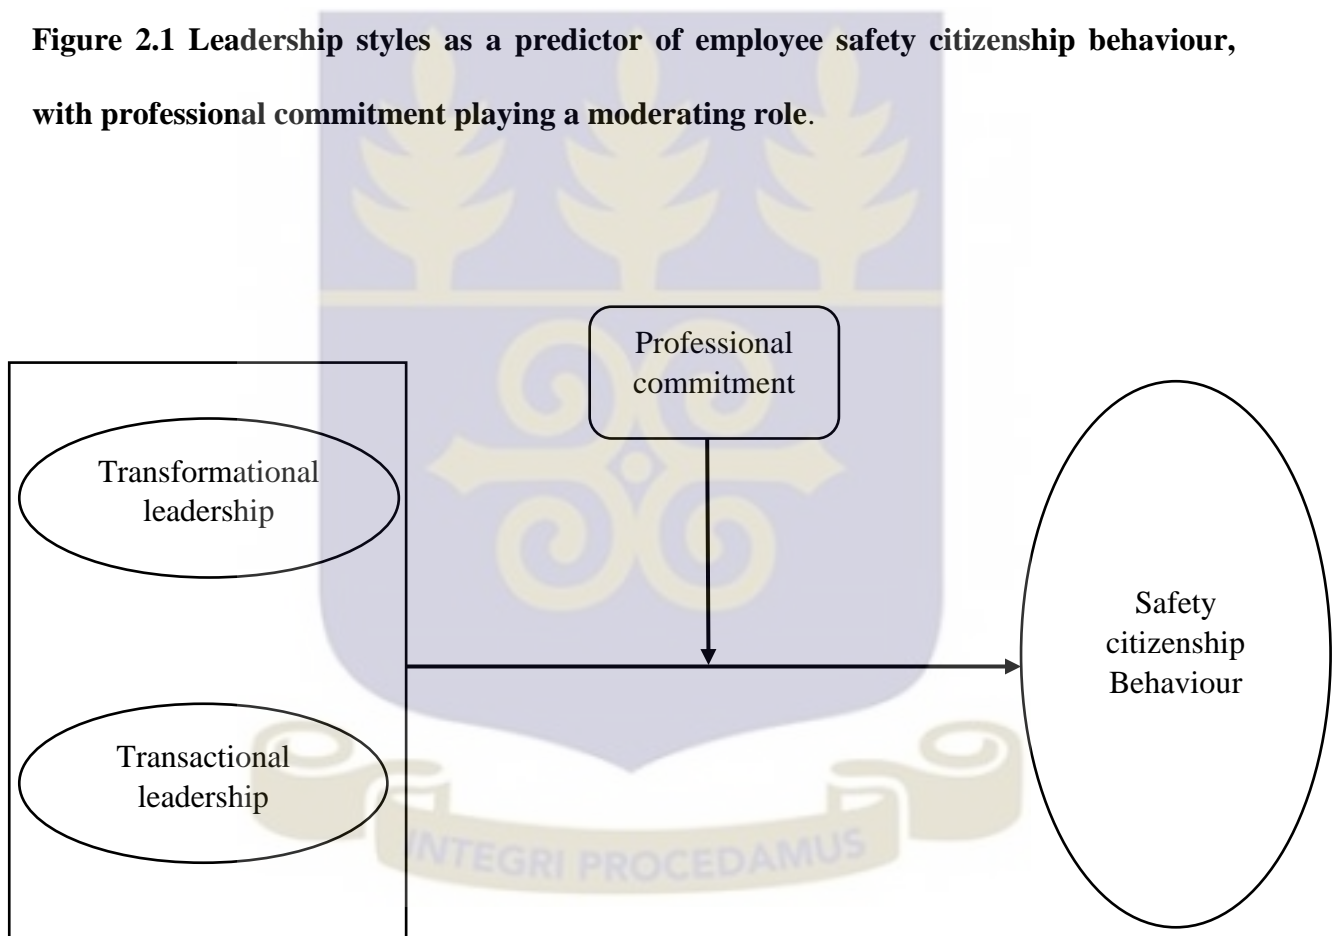 Figure 2.1 Leadership styles as a predictor of employee safety citizenship behaviour,
with professional commitment playing a moderating role.
Professional
commitment
Transformational
leadership
Safety
citizenship
Behaviour
Transactional
leadership
INTEGRI PROCEDAMUS